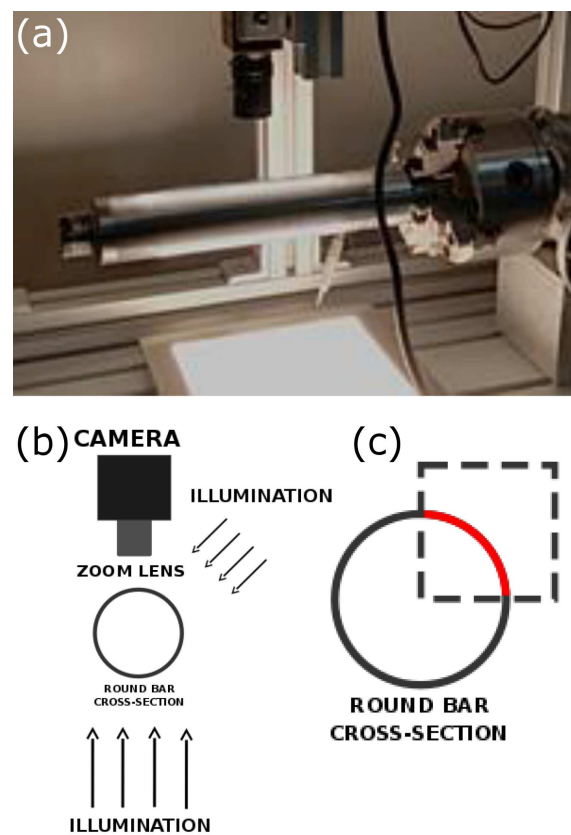 (a)
(b) CAMERA
(c)
ILLUMINATION
ZOOM LENS
ROUND BAR
CROSS-SECTION
ILLUMINATION
ROUND BAR
CROSS-SECTION